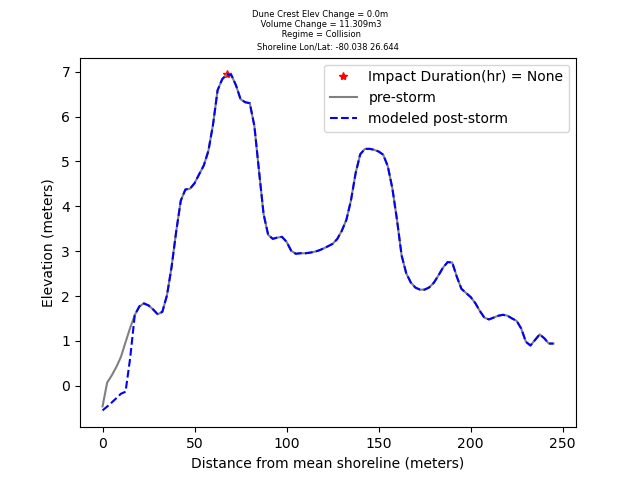 Dune Crest Elev Change = 0.0m
Volume Change = 11.309m3
Regime = Collision
Shoreline Lon/Lat: -80.038 26.644
Impact Duration(hr) = None
pre-storm
modeled post-storm
Elevation (meters)
7
6
5
4
3
2
1
0
0 50 100 150 200 250
Distance from mean shoreline (meters)